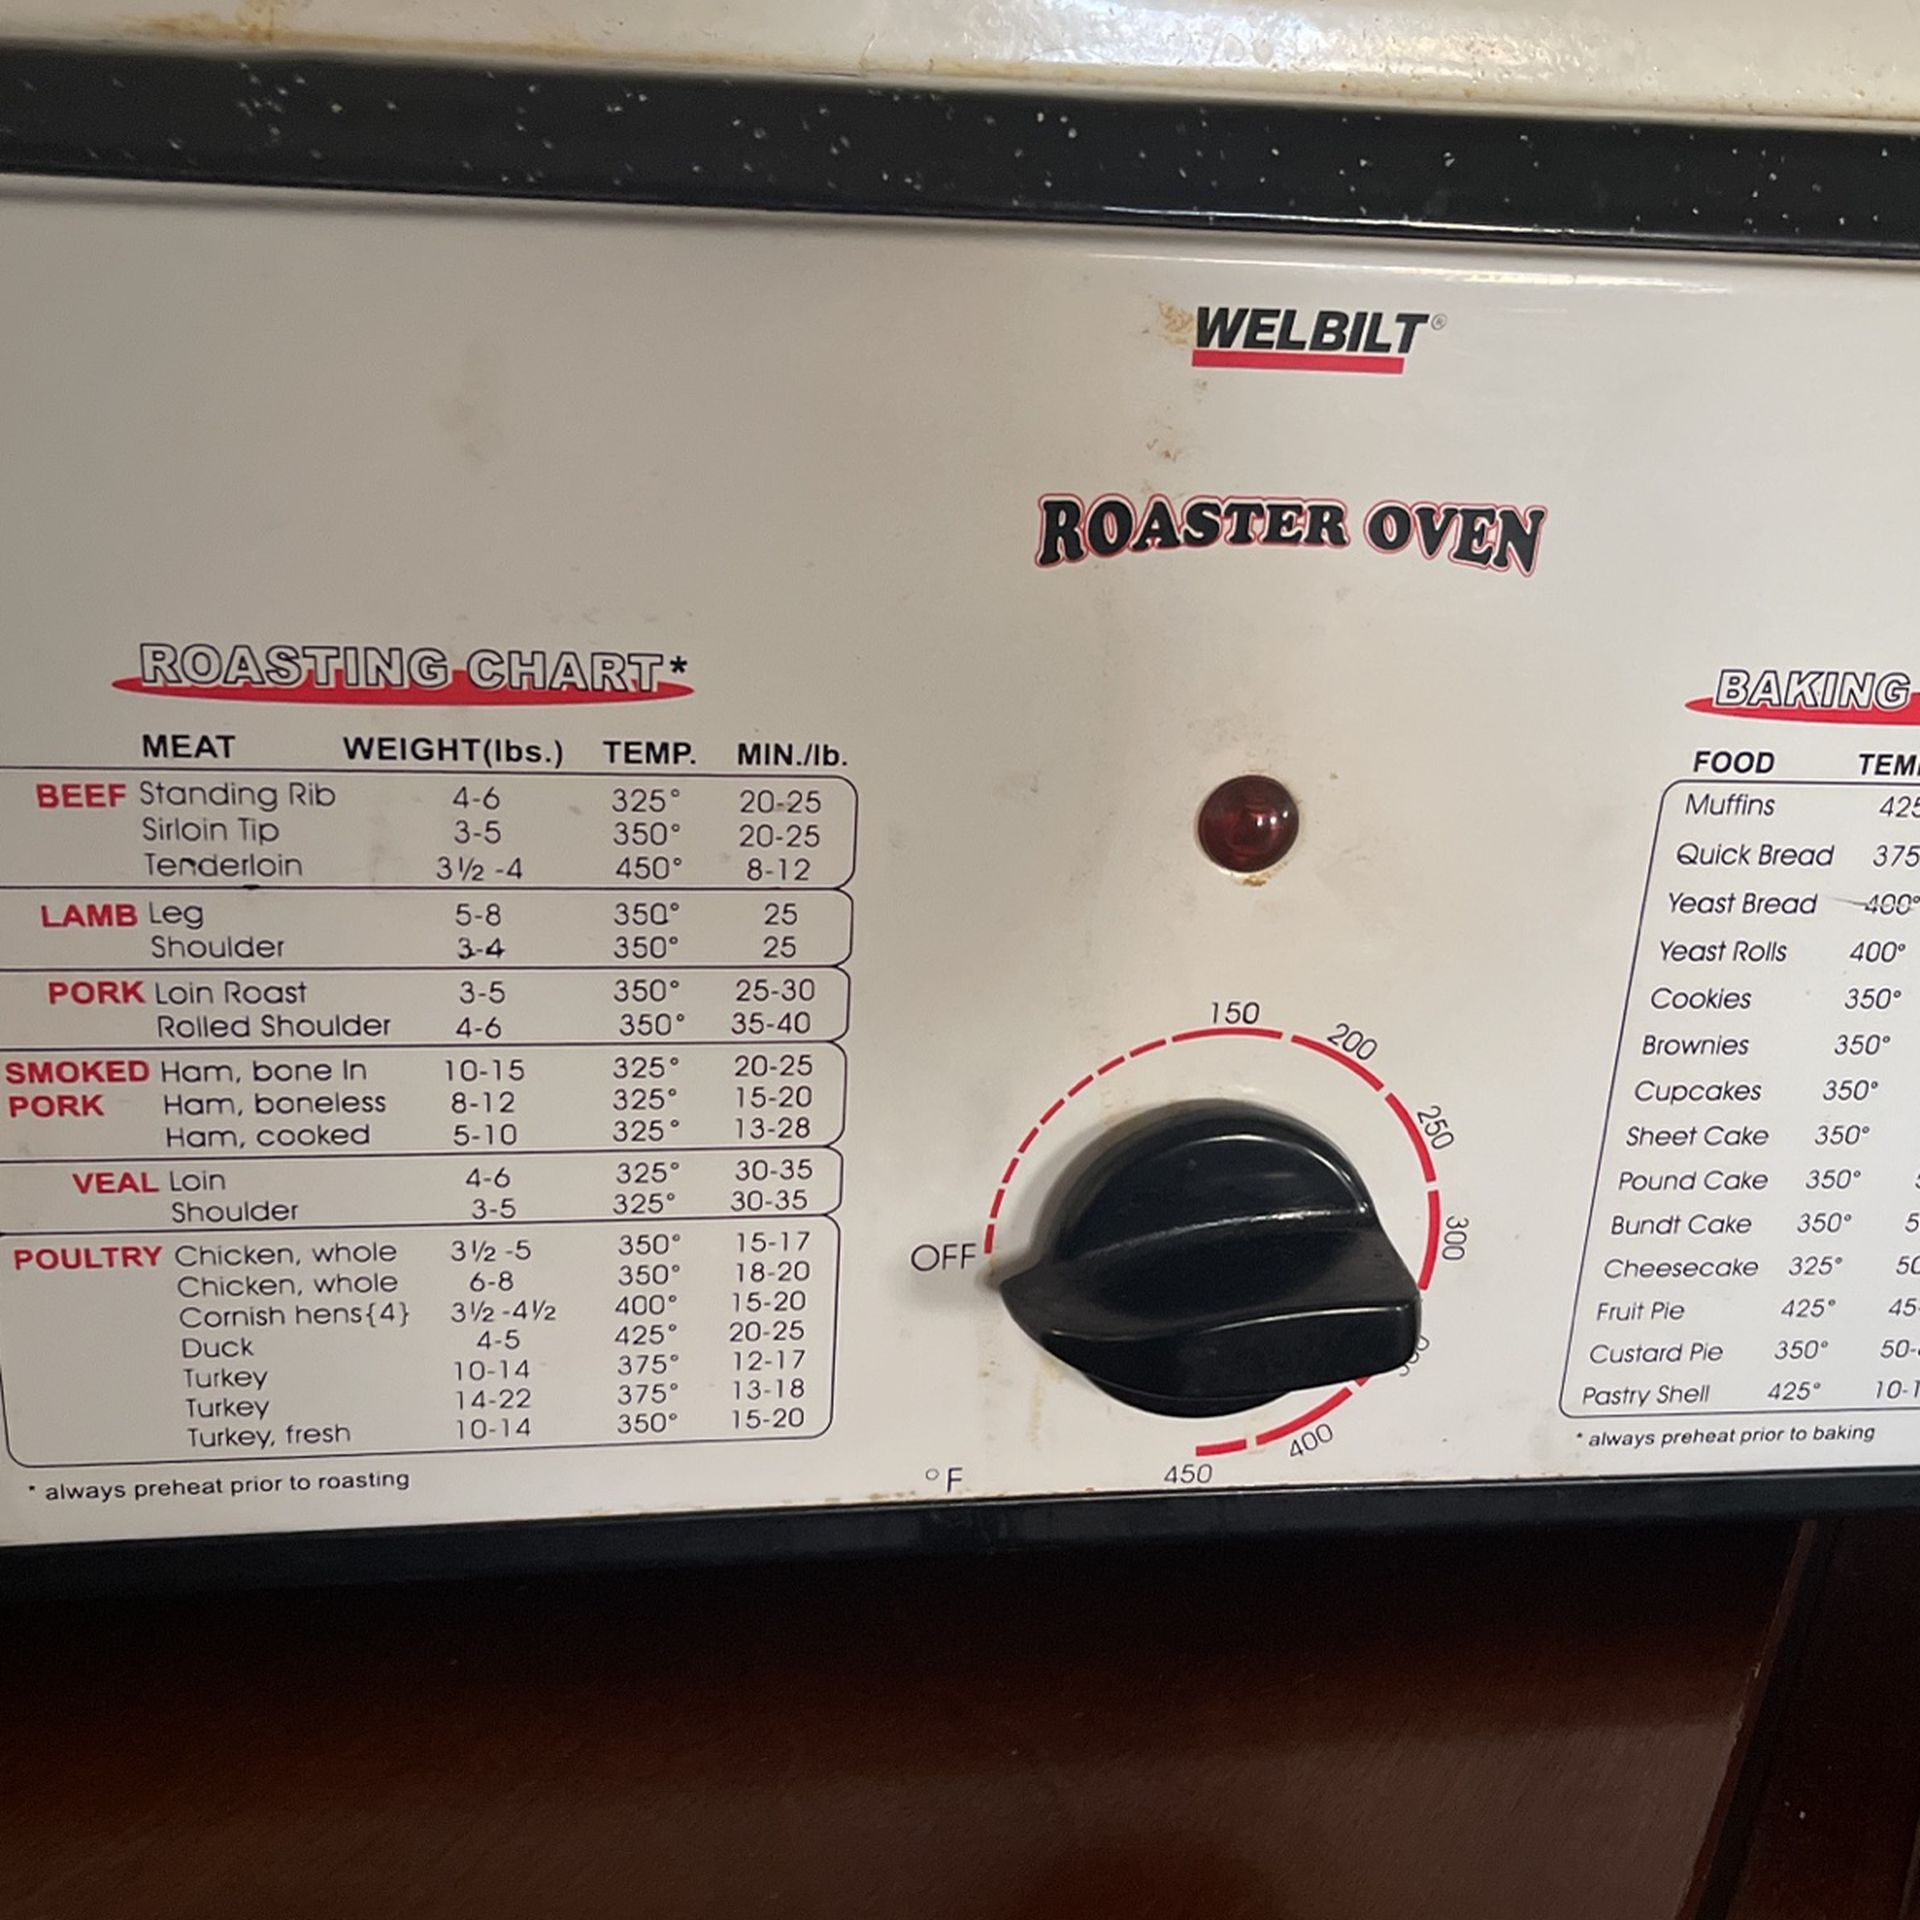 WELBILT®
ROASTER OVEN
ROASTING CHART*
MEAT WEIGHT(lbs.) TEMP. MIN./lb.
BEEF Standing Rib 4-6 325° 20-25
Sirloin Tip 3-5 350° 20-25
Tenderloin 3½-4 450° 8-12
LAMB Leg 5-8 350° 25
Shoulder 3-4 350° 25
PORK Loin Roast 3-5 350° 25-30
Rolled Shoulder 4-6 350° 35-40
SMOKED Ham, bone In 10-15 325° 20-25
PORK Ham, boneless 8-12 325° 15-20
Ham, cooked 5-10 325° 13-28
VEAL Loin 4-6 325° 30-35
Shoulder 3-5 325° 30-35
POULTRY Chicken, whole 3½-5 350° 15-17
Chicken, whole 6-8 350° 18-20
Cornish hens{4} 3½-4½ 400° 15-20
Duck 4-5 425° 20-25
Turkey 10-14 375° 12-17
Turkey 14-22 375° 13-18
Turkey, fresh 10-14 350° 15-20
* always preheat prior to roasting
OFF
150
200
250
300
400
450
°F
BAKING
FOOD
Muffins 425
Quick Bread 375
Yeast Bread 400°
Yeast Rolls 400°
Cookies 350°
Brownies 350°
Cupcakes 350°
Sheet Cake 350°
Pound Cake 350°
Bundt Cake 350°
Cheesecake 325°
Fruit Pie 425° 45-
Custard Pie 350° 50-
Pastry Shell 425° 10-1
* always preheat prior to baking